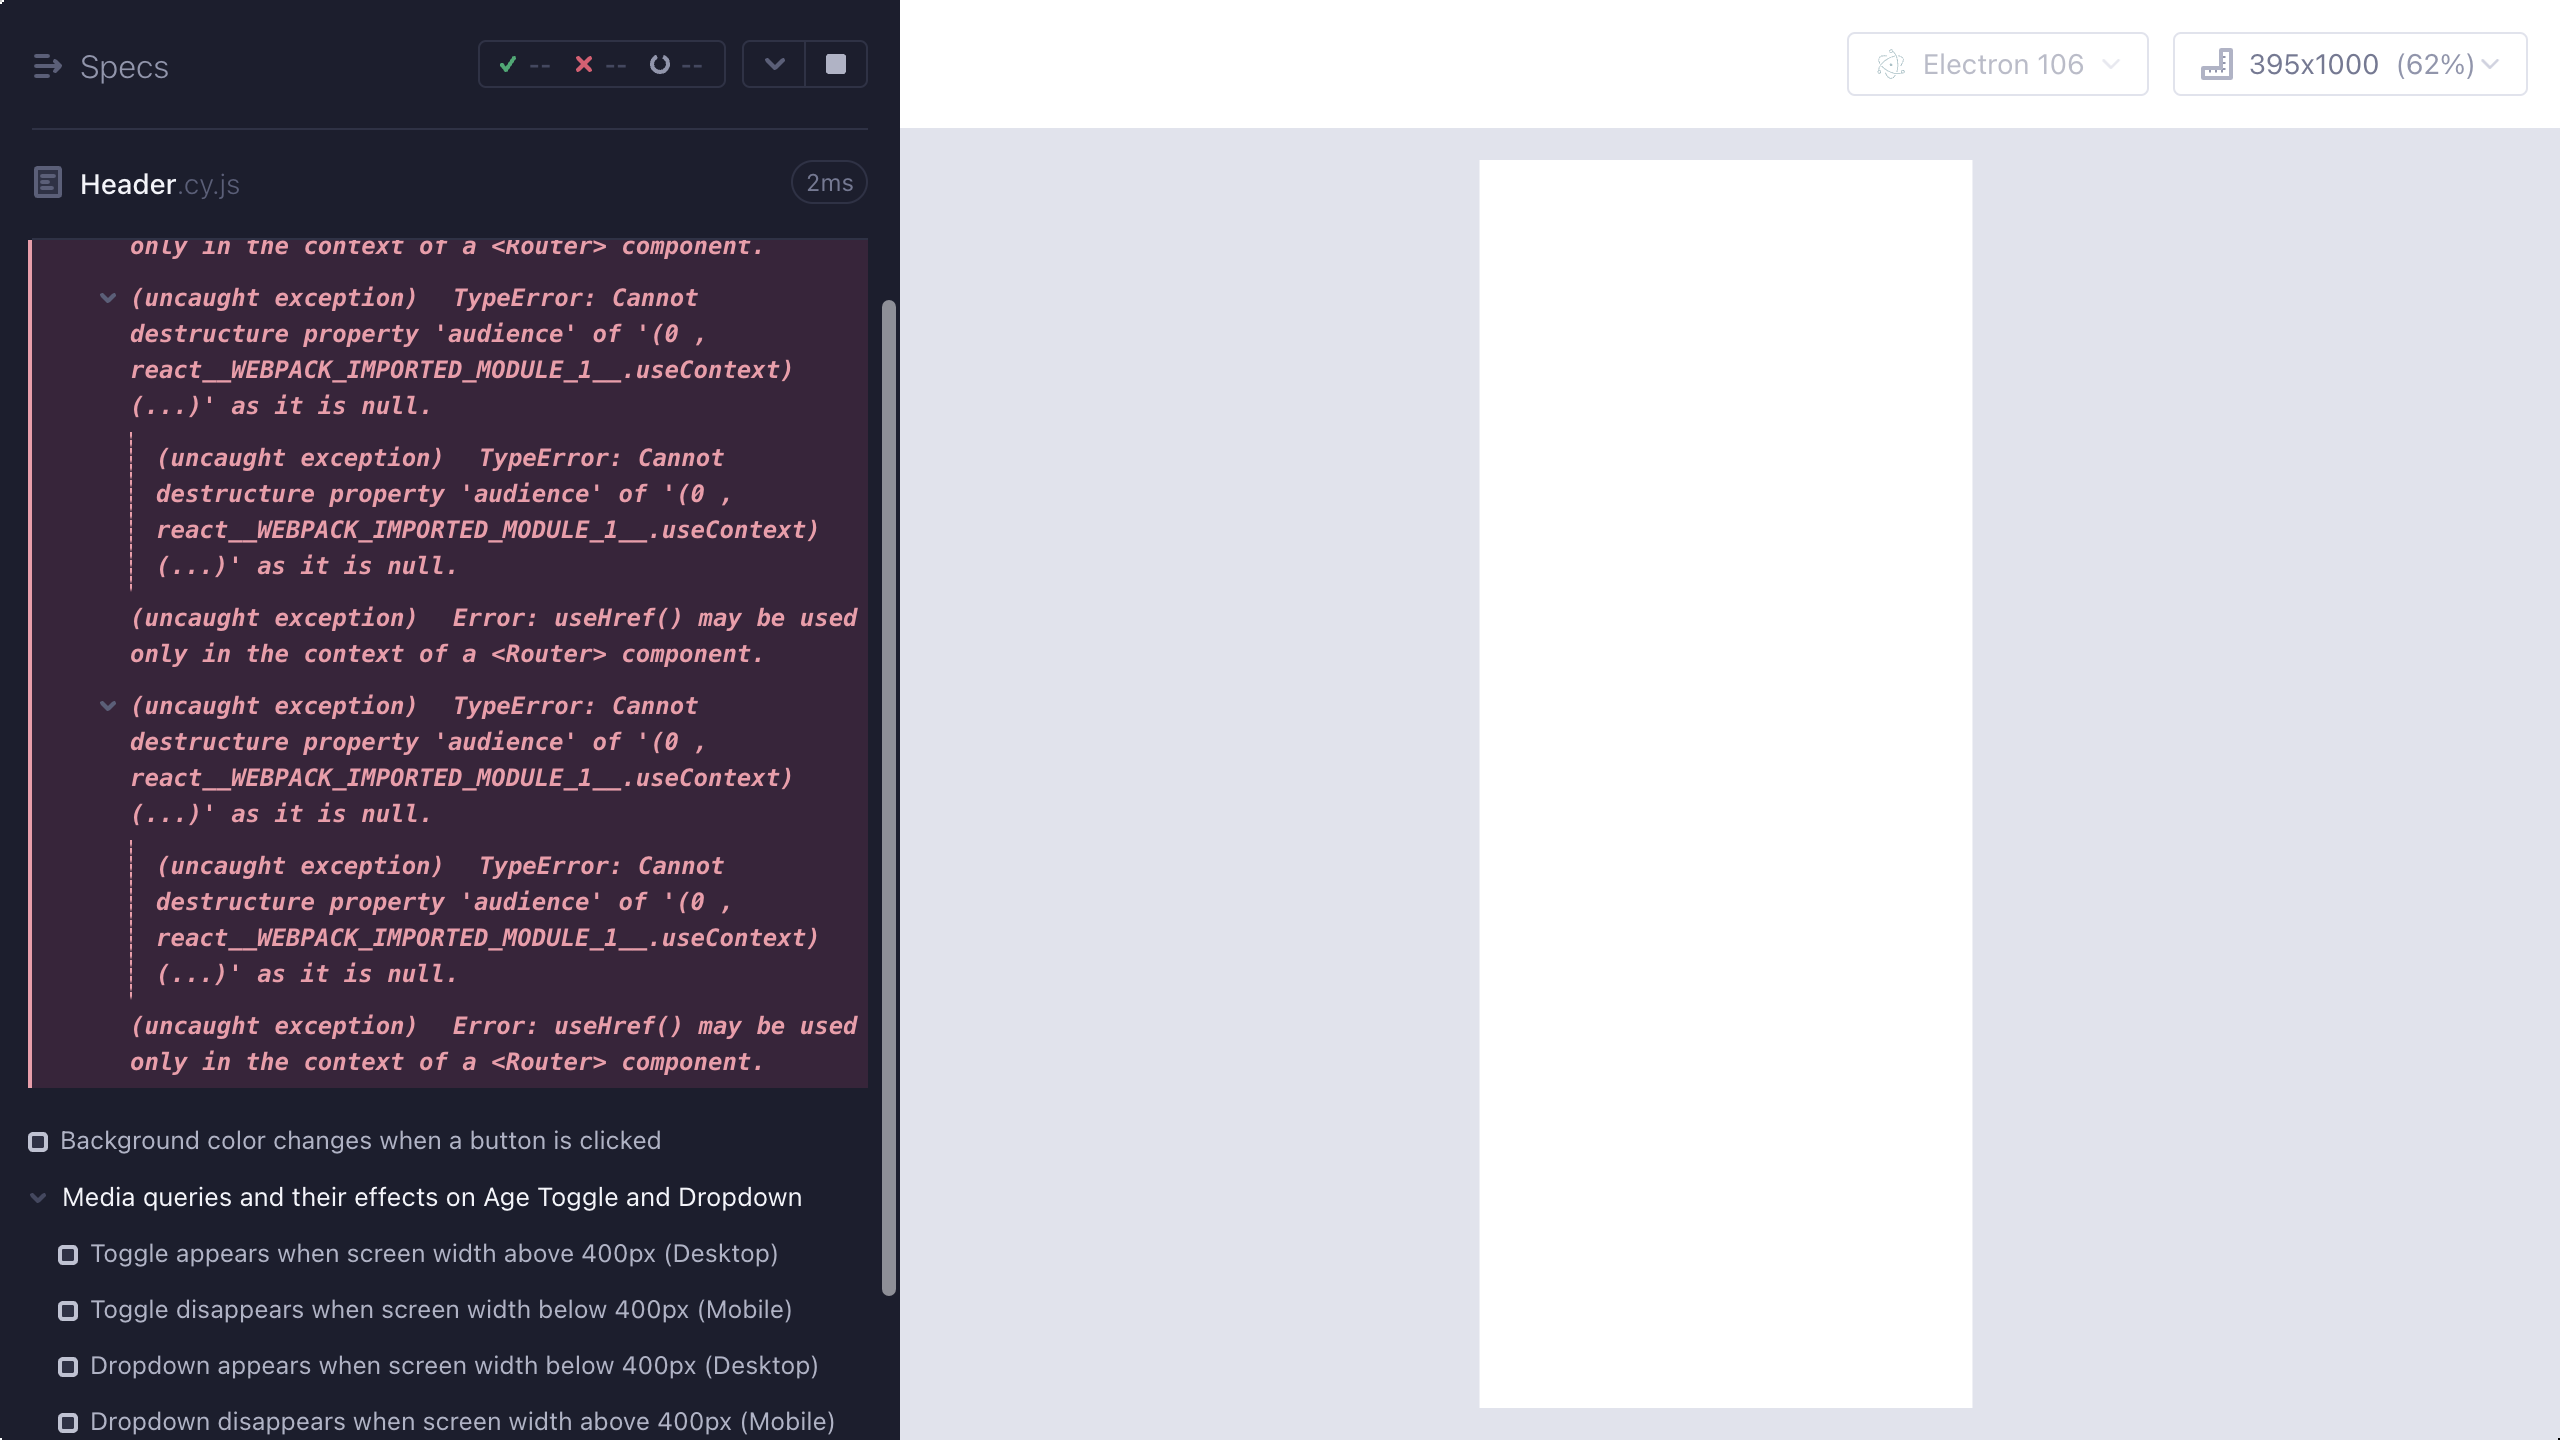 Specs
-- -- --
Electron 106
395x1000 (62%)
Header.cy.js
2ms
only in the context of a <Router> component.
(uncaught exception) TypeError: Cannot
destructure property 'audience' of '(0 ,
react__WEBPACK_IMPORTED_MODULE_1__.useContext)
(...)' as it is null.
(uncaught exception) TypeError: Cannot
destructure property 'audience' of '(0 ,
react__WEBPACK_IMPORTED_MODULE_1__.useContext)
(...)' as it is null.
(uncaught exception) Error: useHref() may be used
only in the context of a <Router> component.
(uncaught exception) TypeError: Cannot
destructure property 'audience' of '(0 ,
react__WEBPACK_IMPORTED_MODULE_1__.useContext)
(...)' as it is null.
(uncaught exception) TypeError: Cannot
destructure property 'audience' of '(0 ,
react__WEBPACK_IMPORTED_MODULE_1__.useContext)
(...)' as it is null.
(uncaught exception) Error: useHref() may be used
only in the context of a <Router> component.
Background color changes when a button is clicked
Media queries and their effects on Age Toggle and Dropdown
Toggle appears when screen width above 400px (Desktop)
Toggle disappears when screen width below 400px (Mobile)
Dropdown appears when screen width below 400px (Desktop)
Dropdown disappears when screen width above 400px (Mobile)